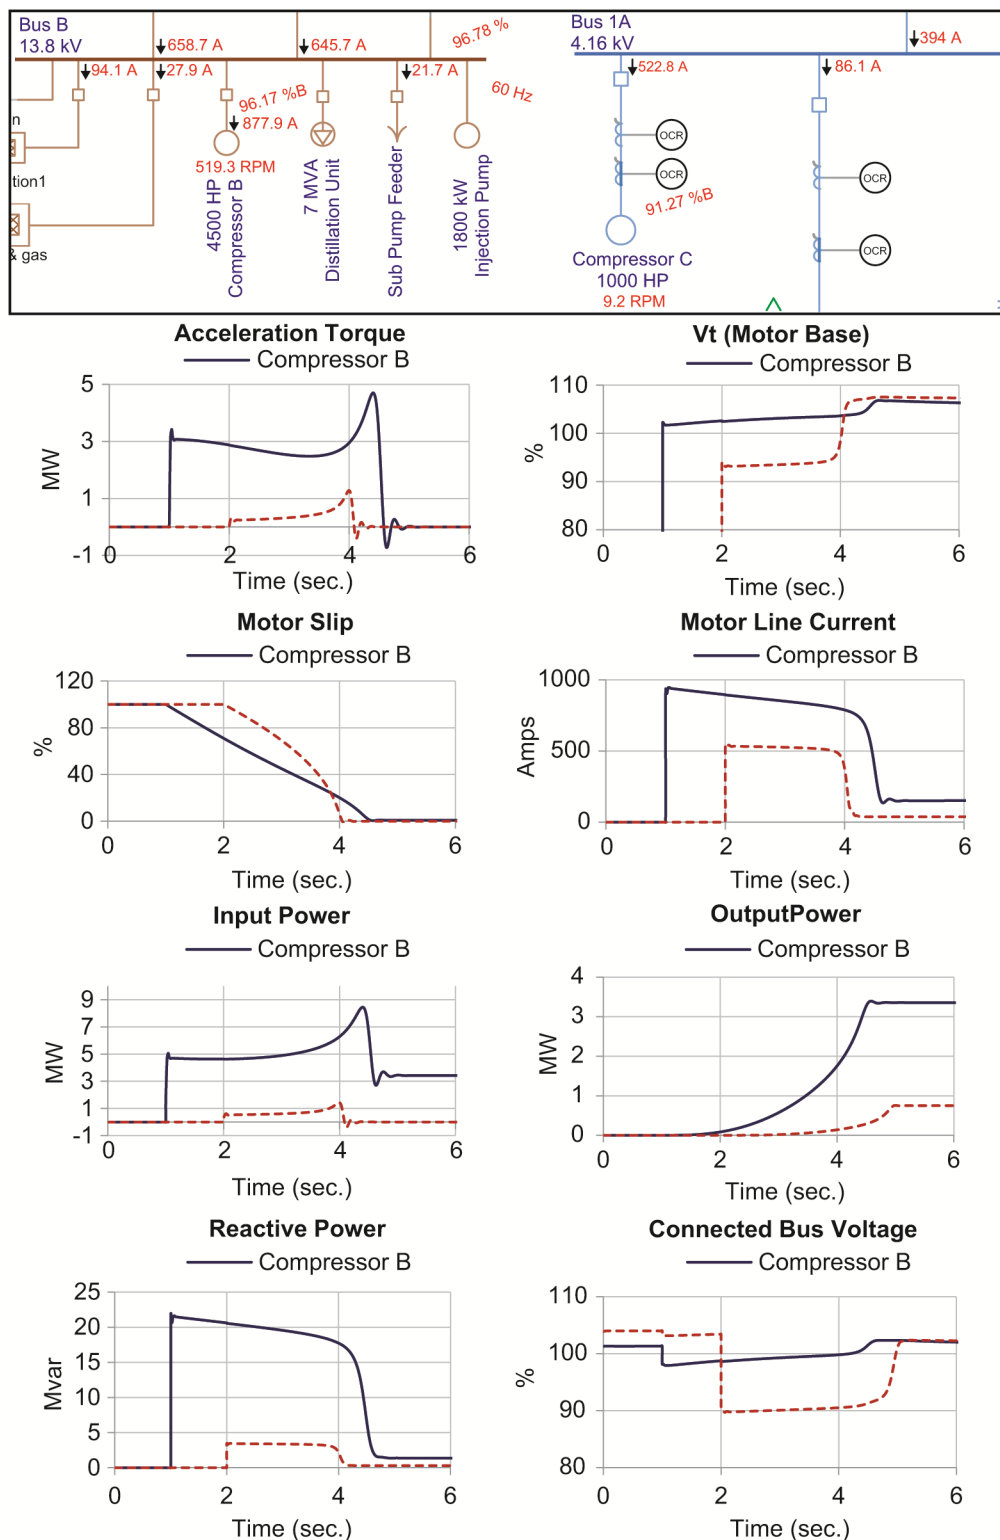 Bus B
13.8 kV
658.7 A
645.7 A
96.78 %
94.1 A
27.9 A
21.7 A
60 Hz
96.17 %B
877.9 A
519.3 RPM
n
tion1
& gas
4500 HP
Compressor B
7 MVA
Distillation Unit
Sub Pump Feeder
1800 kW
Injection Pump
Bus 1A
4.16 kV
394 A
522.8 A
86.1 A
OCR
OCR
91.27 %B
OCR
OCR
Compressor C
1000 HP
9.2 RPM
Acceleration Torque
Compressor B
5
3
1
-1
MW
0 2 4 6
Time (sec.)
Vt (Motor Base)
Compressor B
110
100
90
80
%
0 2 4 6
Time (sec.)
Motor Slip
Compressor B
120
80
40
0
%
0 2 4 6
Time (sec.)
Motor Line Current
Compressor B
1000
500
0
Amps
0 2 4 6
Time (sec.)
Input Power
Compressor B
9
7
5
3
1
-1
MW
0 2 4 6
Time (sec.)
OutputPower
Compressor B
4
3
2
1
0
MW
0 2 4 6
Time (sec.)
Reactive Power
Compressor B
25
20
15
10
5
0
Mvar
0 2 4 6
Time (sec.)
Connected Bus Voltage
Compressor B
110
100
90
80
%
0 2 4 6
Time (sec.)